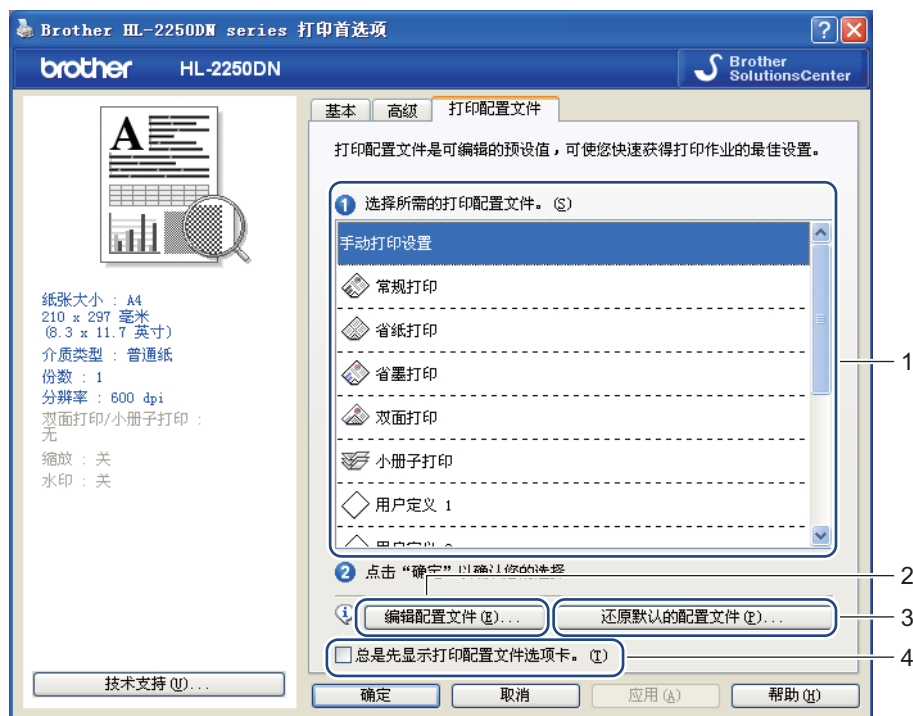 Brother HL-2250DN series 打印首选项
brother HL-2250DN
Brother
SolutionsCenter
基本 高级 打印配置文件
打印配置文件是可编辑的预设值，可使您快速获得打印作业的最佳设置。
1 选择所需的打印配置文件。(S)
手动打印设置
常规打印
省纸打印
省墨打印
双面打印
小册子打印
用户定义 1
2 点击“确定”以确认您的选择
编辑配置文件(E)... 还原默认的配置文件(P)...
总是先显示打印配置文件选项卡。(T)
A
纸张大小 : A4
210 x 297 毫米
(8.3 x 11.7 英寸)
介质类型 : 普通纸
份数 : 1
分辨率 : 600 dpi
双面打印/小册子打印 :
无
缩放 : 关
水印 : 关
技术支持(U)...
确定 取消 应用(A) 帮助(H)
1
2
3
4